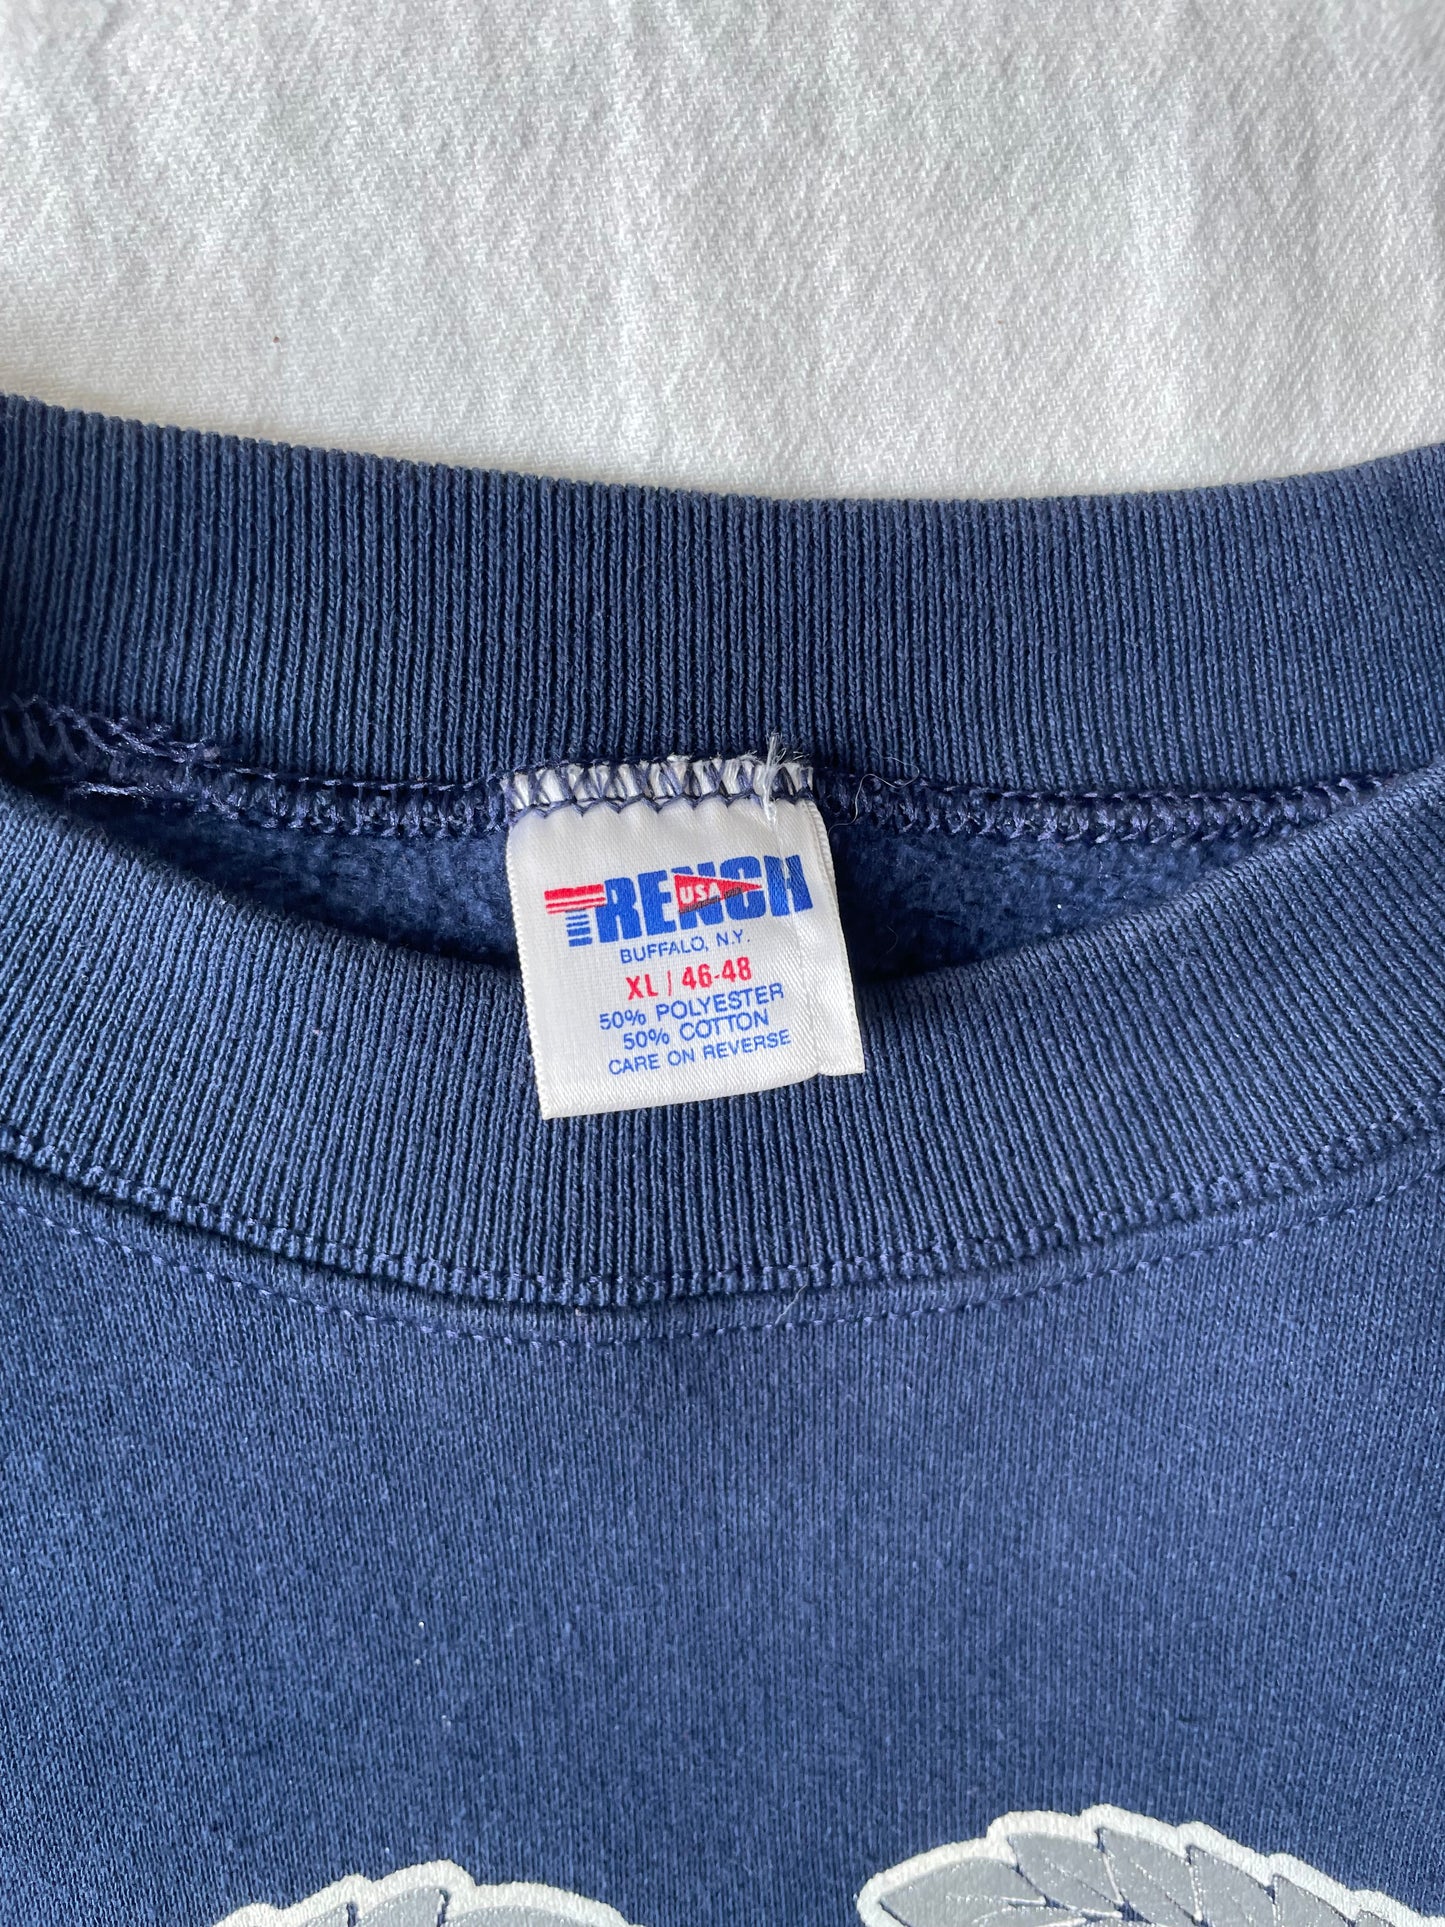 TRENCH
USA
BUFFALO, N.Y.
XL / 46-48
50% POLYESTER
50% COTTON
CARE ON REVERSE